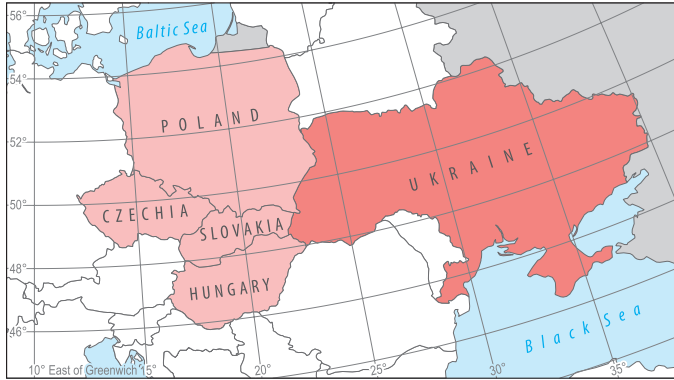 56°
Baltic Sea
54°
POLAND
52°
UKRAINE
50°
CZECHIA
SLOVAKIA
48°
HUNGARY
46°
Black Sea
10° East of Greenwich 15°
20°
25°
30°
35°